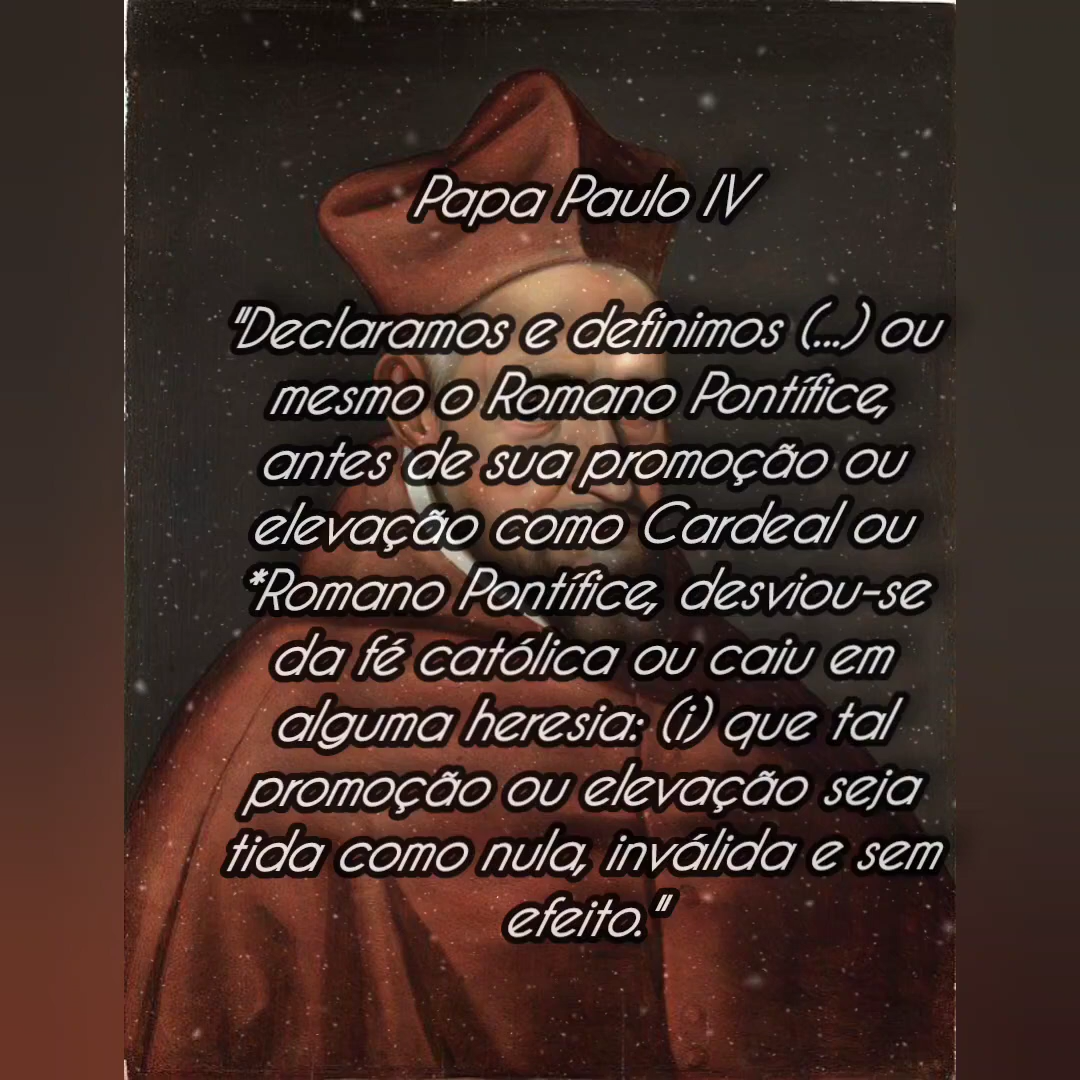 Papa Paulo IV
"Declaramos e definimos (...) ou
mesmo o Romano Pontífice,
antes de sua promoção ou
elevação como Cardeal ou
*Romano Pontífice, desviou-se
da fé católica ou caiu em
alguma heresia: (i) que tal
promoção ou elevação seja
tida como nula, inválida e sem
efeito."